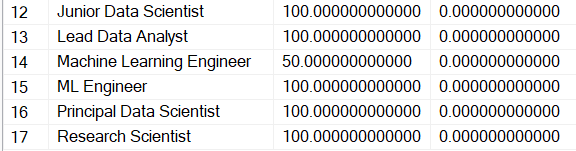 12 Junior Data Scientist 100.000000000000 0.000000000000
13 Lead Data Analyst 100.000000000000 0.000000000000
14 Machine Learning Engineer 50.000000000000 0.000000000000
15 ML Engineer 100.000000000000 0.000000000000
16 Principal Data Scientist 100.000000000000 0.000000000000
17 Research Scientist 100.000000000000 0.000000000000